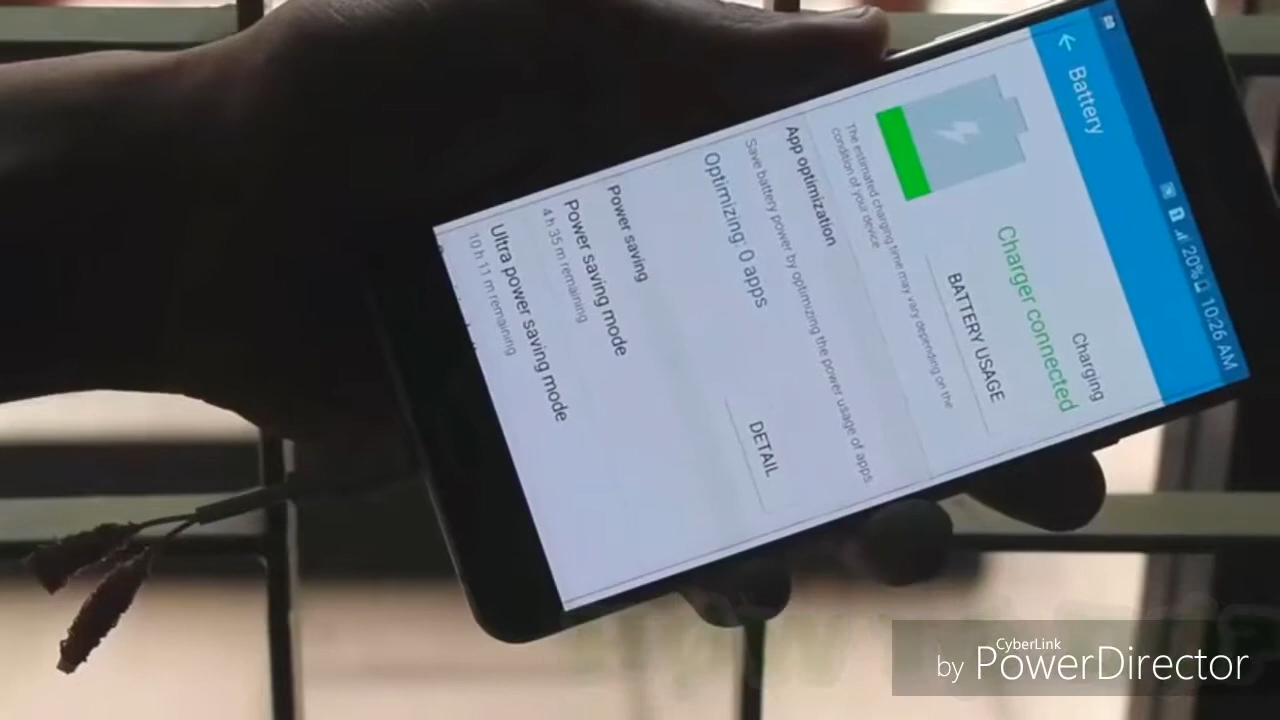 20% 10:26 AM
Battery
Charging
Charger connected
BATTERY USAGE
The estimated charging time may vary depending on the
condition of your device.
App optimization
Save battery power by optimizing the power usage of apps
Optimizing: 0 apps
DETAIL
Power saving
Power saving mode
4 h 35 m remaining
Ultra power saving mode
10 h 11 m remaining
CyberLink
by PowerDirector